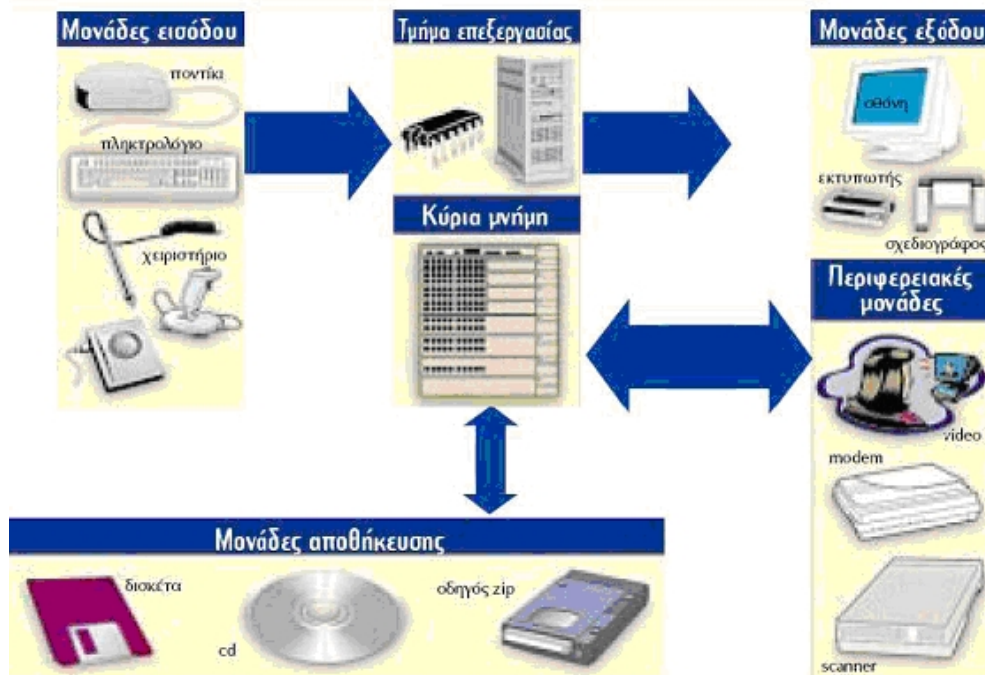 Μονάδες εισόδου
ποντίκι
πληκτρολόγιο
χειριστήριο
Τμήμα επεξεργασίας
Κύρια μνήμη
Μονάδες εξόδου
οθόνη
εκτυπωτής
σχεδιογράφος
Περιφερειακές
μονάδες
video
modem
scanner
Μονάδες αποθήκευσης
δισκέτα
cd
οδηγός zip